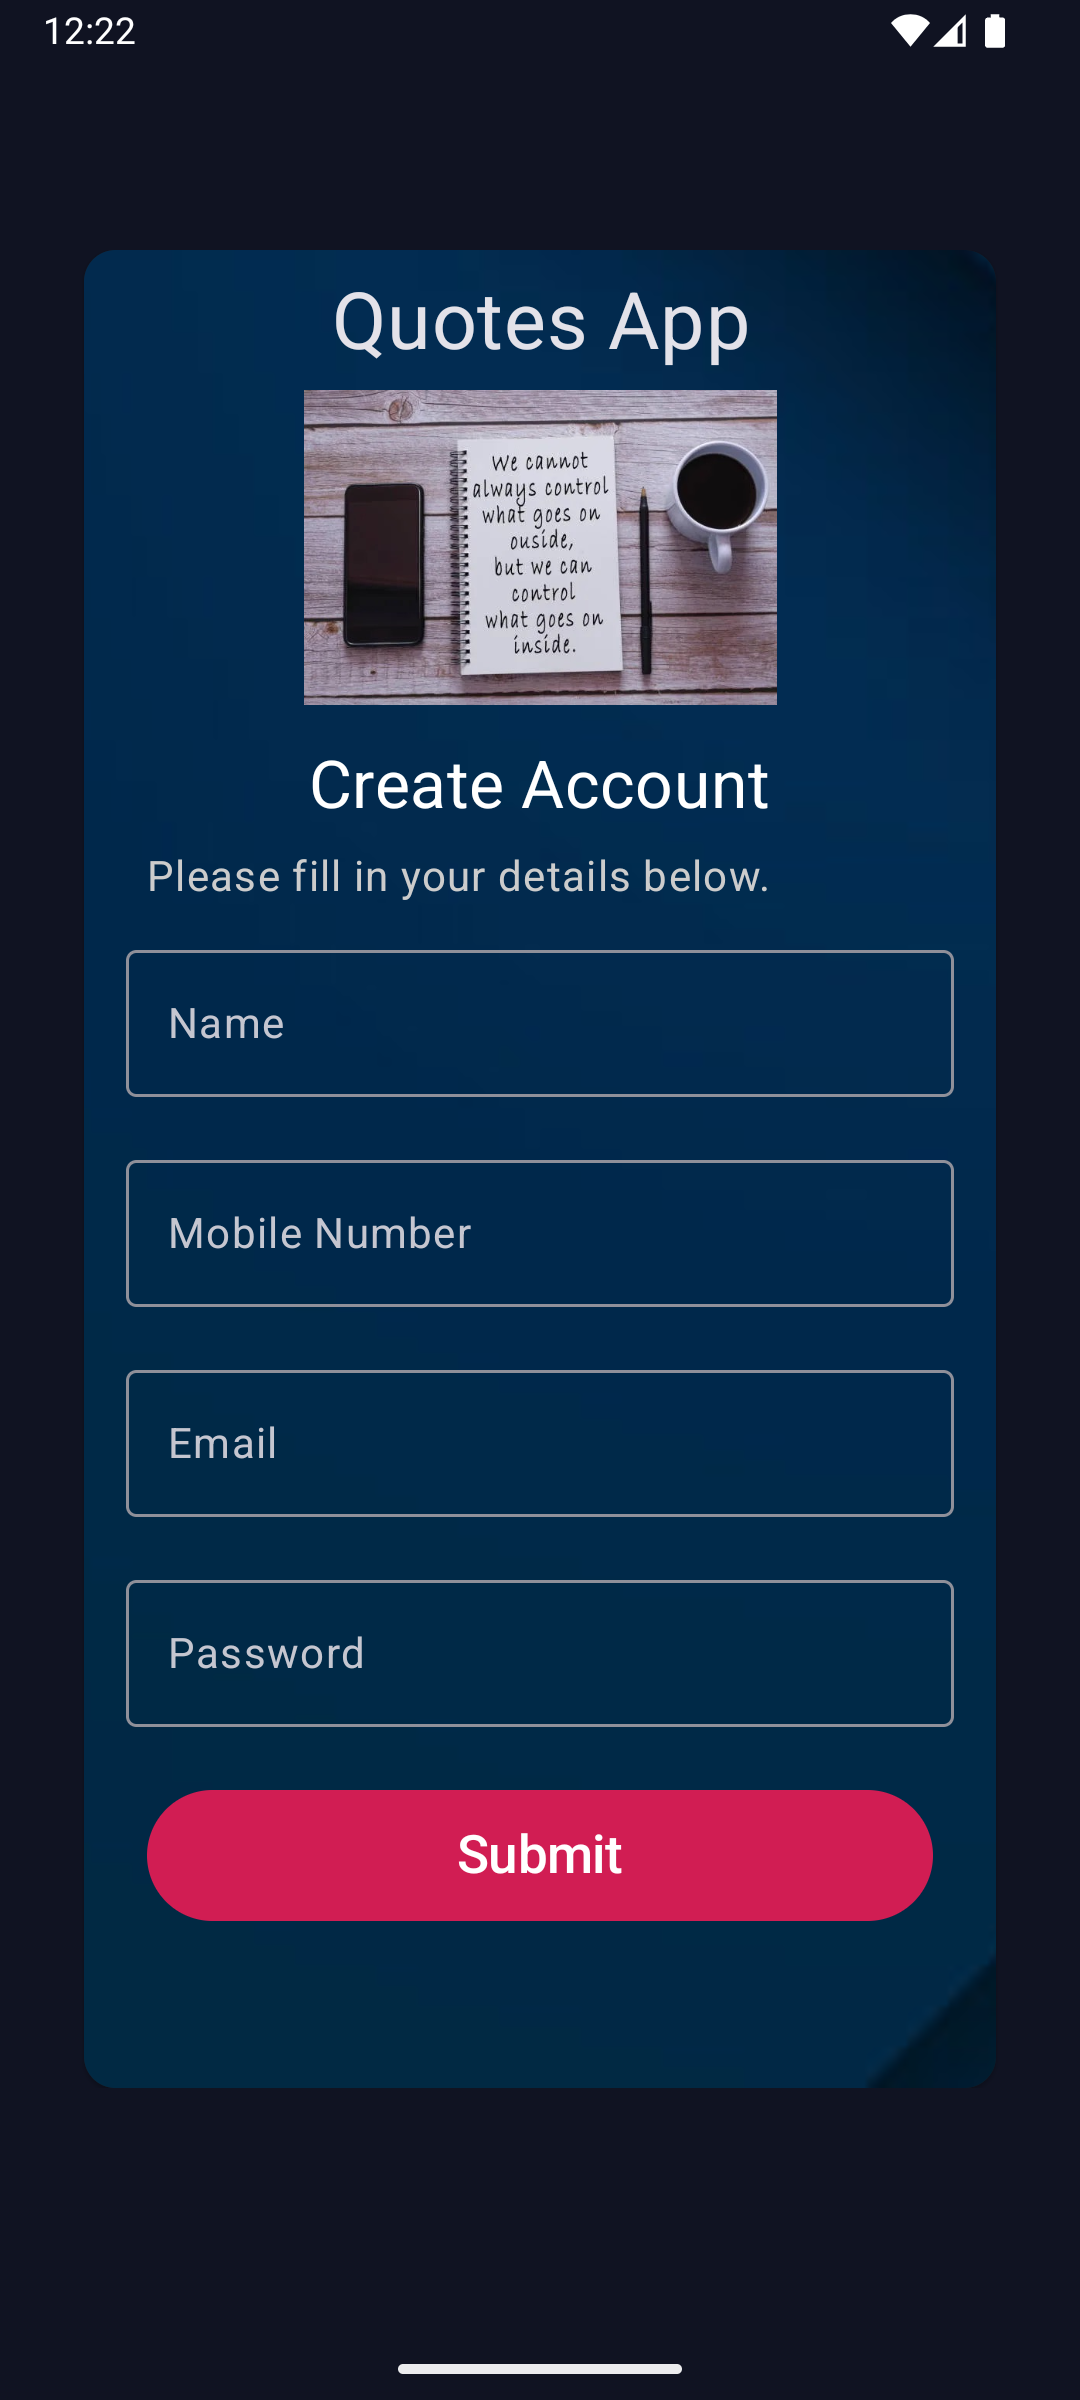 12:22
Quotes App
We cannot
always control
what goes on
ouside,
but we can
control
what goes on
inside.
Create Account
Please fill in your details below.
Name
Mobile Number
Email
Password
Submit